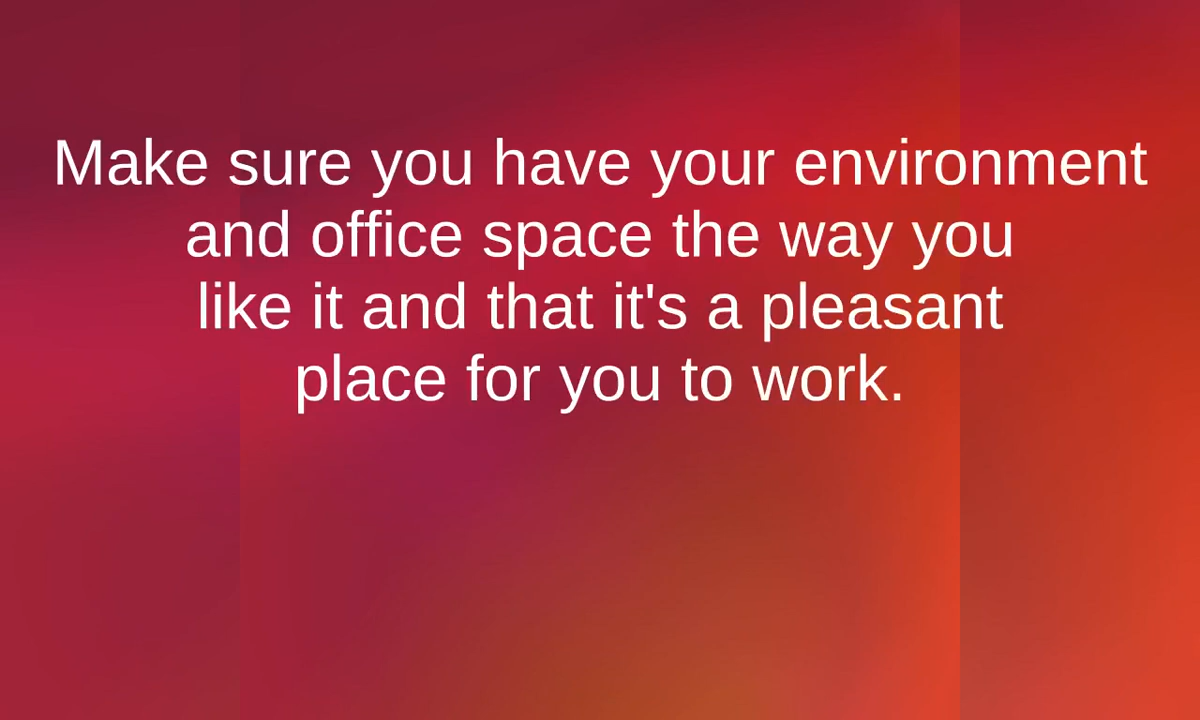 Make sure you have your environment
and office space the way you
like it and that it's a pleasant
place for you to work.